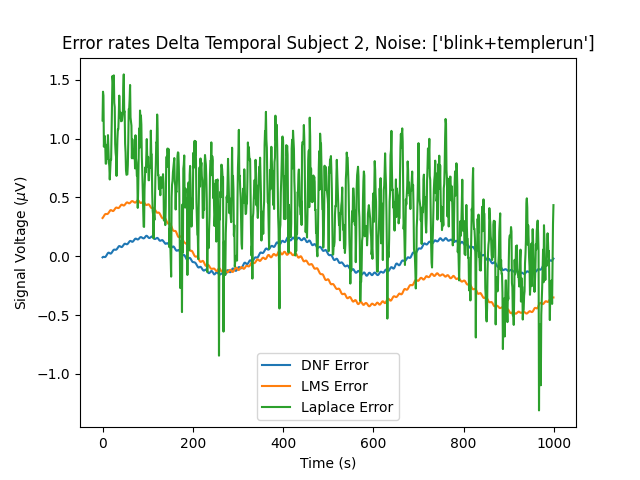 Error rates Delta Temporal Subject 2, Noise: ['blink+templerun']
Signal Voltage (μV)
1.5
1.0
0.5
0.0
−0.5
−1.0
DNF Error
LMS Error
Laplace Error
0
200
400
600
800
1000
Time (s)